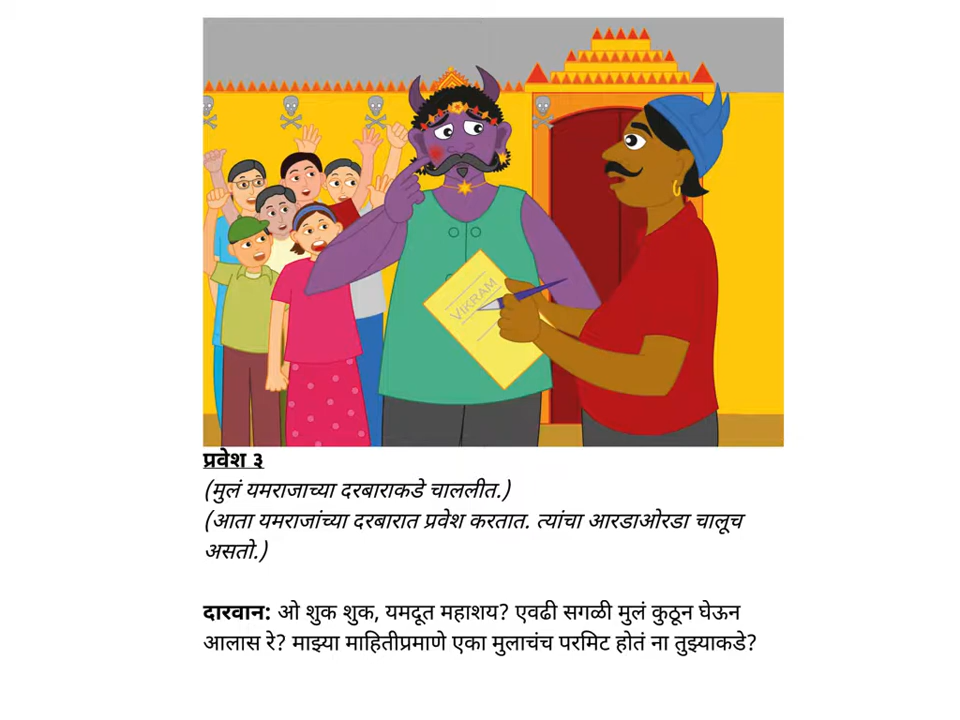 VIKRAM
प्रवेश ३
(मुलं यमराजाच्या दरबाराकडे चाललीत.)
(आता यमराजांच्या दरबारात प्रवेश करतात. त्यांचा आरडाओरडा चालूच
असतो.)
दारवान: ओ शुक शुक, यमदूत महाशय? एवढी सगळी मुलं कुठून घेऊन
आलास रे? माझ्या माहितीप्रमाणे एका मुलाचंच परमिट होतं ना तुझ्याकडे?